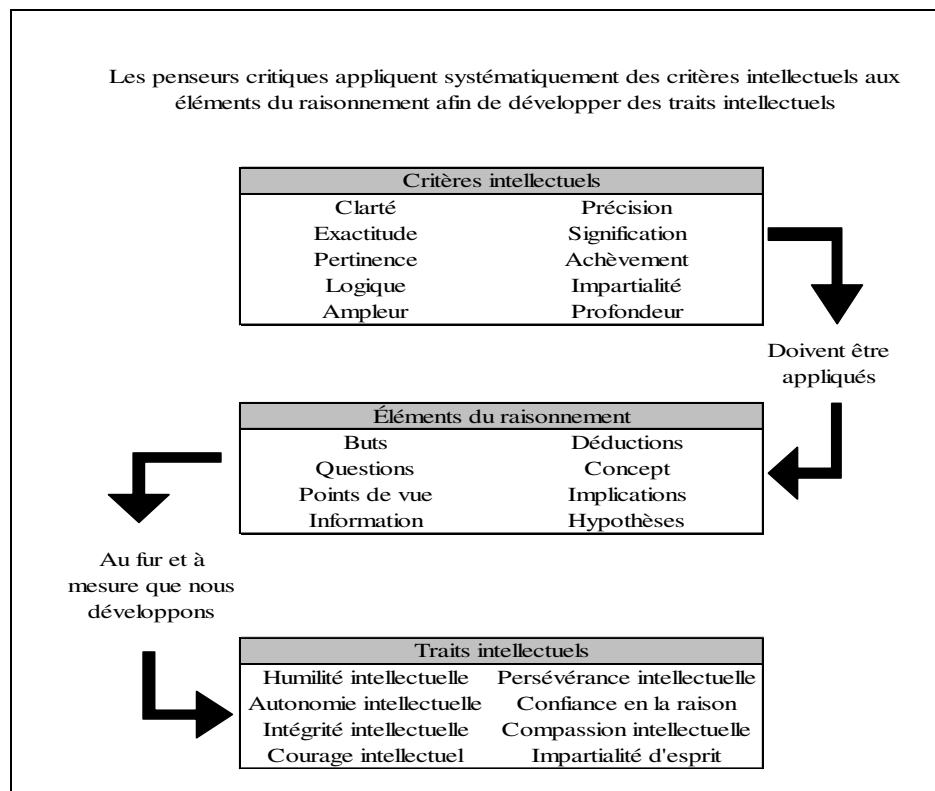 Les penseurs critiques appliquent systématiquement des critères intellectuels aux
éléments du raisonnement afin de développer des traits intellectuels
Critères intellectuels
Clarté Précision
Exactitude Signification
Pertinence Achèvement
Logique Impartialité
Ampleur Profondeur
Doivent être
appliqués
Éléments du raisonnement
Buts Déductions
Questions Concept
Points de vue Implications
Information Hypothèses
Au fur et à
mesure que nous
développons
Traits intellectuels
Humilité intellectuelle Persévérance intellectuelle
Autonomie intellectuelle Confiance en la raison
Intégrité intellectuelle Compassion intellectuelle
Courage intellectuel Impartialité d'esprit